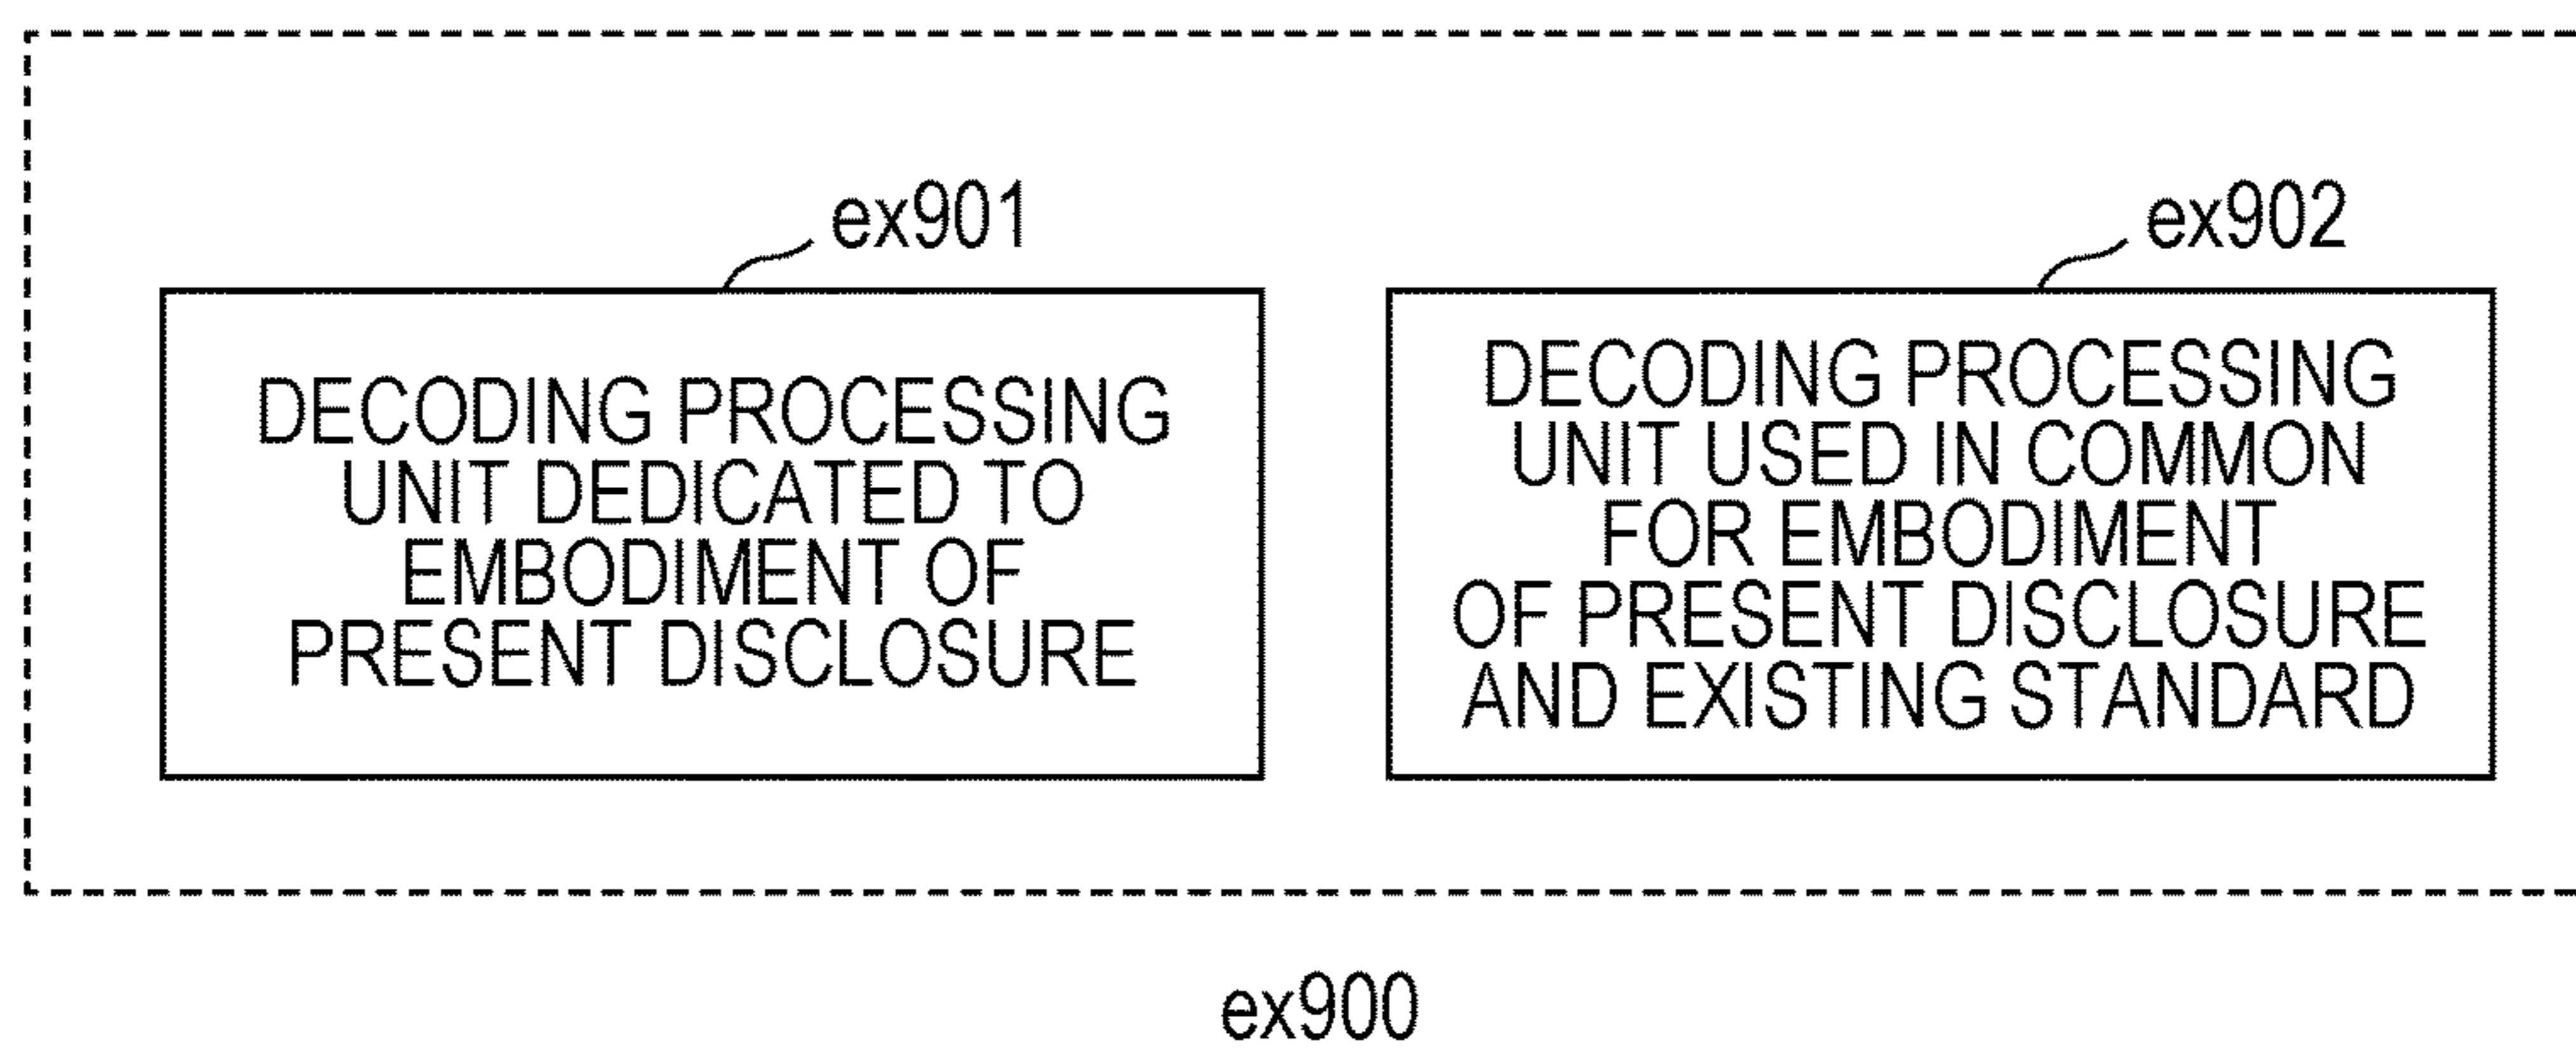 ex901
DECODING PROCESSING
UNIT DEDICATED TO
EMBODIMENT OF
PRESENT DISCLOSURE
ex902
DECODING PROCESSING
UNIT USED IN COMMON
FOR EMBODIMENT
OF PRESENT DISCLOSURE
AND EXISTING STANDARD
ex900